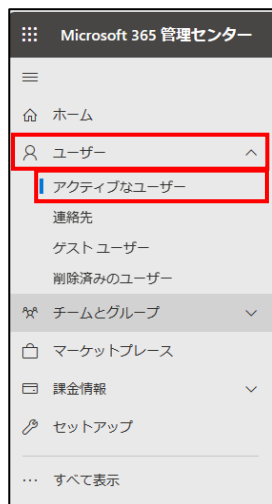 Microsoft 365 管理センター
ホーム
ユーザー
アクティブなユーザー
連絡先
ゲスト ユーザー
削除済みのユーザー
チームとグループ
マーケットプレース
課金情報
セットアップ
… すべて表示